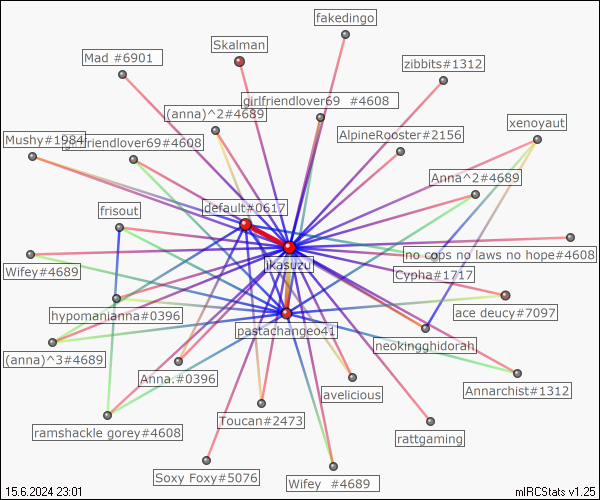 fakedingo
Skalman
Mad #6901
zibbits#1312
girlfriendlover69 #4608
(anna)^2#4689
xenoyaut
AlpineRooster#2156
Mushy#1984
girlfriendlover69#4608
Anna^2#4689
default#0617
frisout
no cops no laws no hope#4608
ikasuzu
Wifey#4689
Cypha#1717
ace deucy#7097
hypomanianna#0396
pastachangeo41
neokingghidorah
(anna)^3#4689
Anna.#0396
Annarchist#1312
avelicious
Toucan#2473
ramshackle gorey#4608
rattgaming
Soxy Foxy#5076
Wifey #4689
15.6.2024 23:01
mIRCStats v1.25